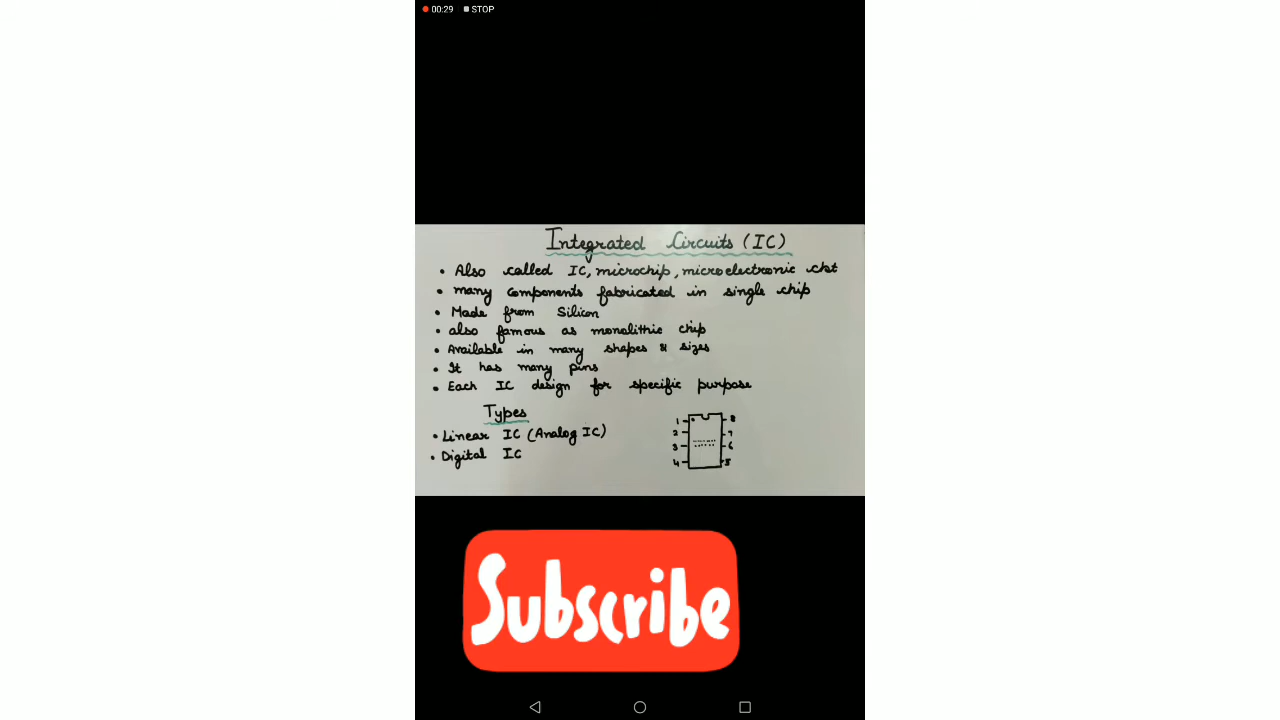 00:29 STOP
Integrated Circuits (IC)
• Also called IC, microchip, microelectronic ckt
• many components fabricated in single chip
• Made from Silicon
• also famous as monolithic chip
• Available in many shapes & sizes
• It has many pins
• Each IC design for specific purpose
Types
• Linear IC (Analog IC)
• Digital IC
1 8
2 7
3 6
4 5
Subscribe